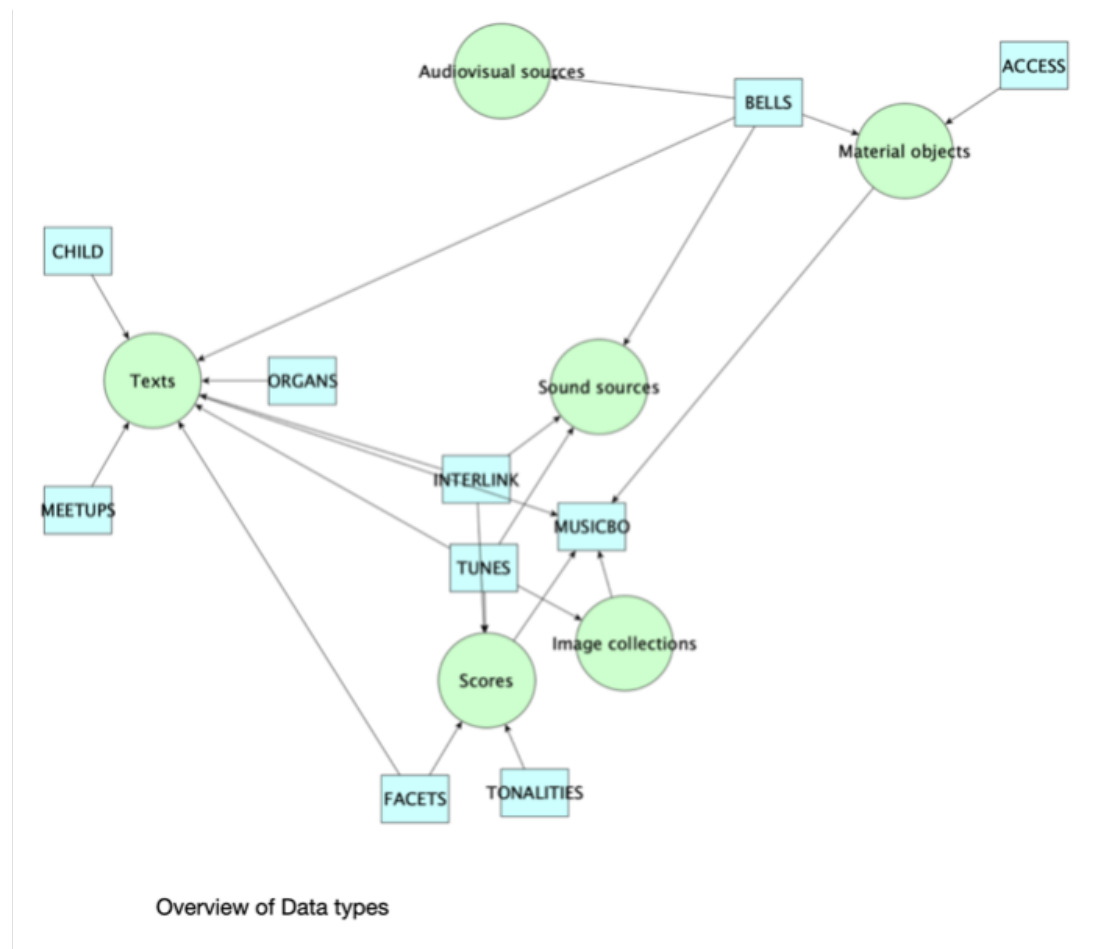 Audiovisual sources
ACCESS
BELLS
Material objects
CHILD
Texts
ORGANS
Sound sources
INTERLINK
MEETUPS
MUSICBO
TUNES
Image collections
Scores
FACETS
TONALITIES
Overview of Data types